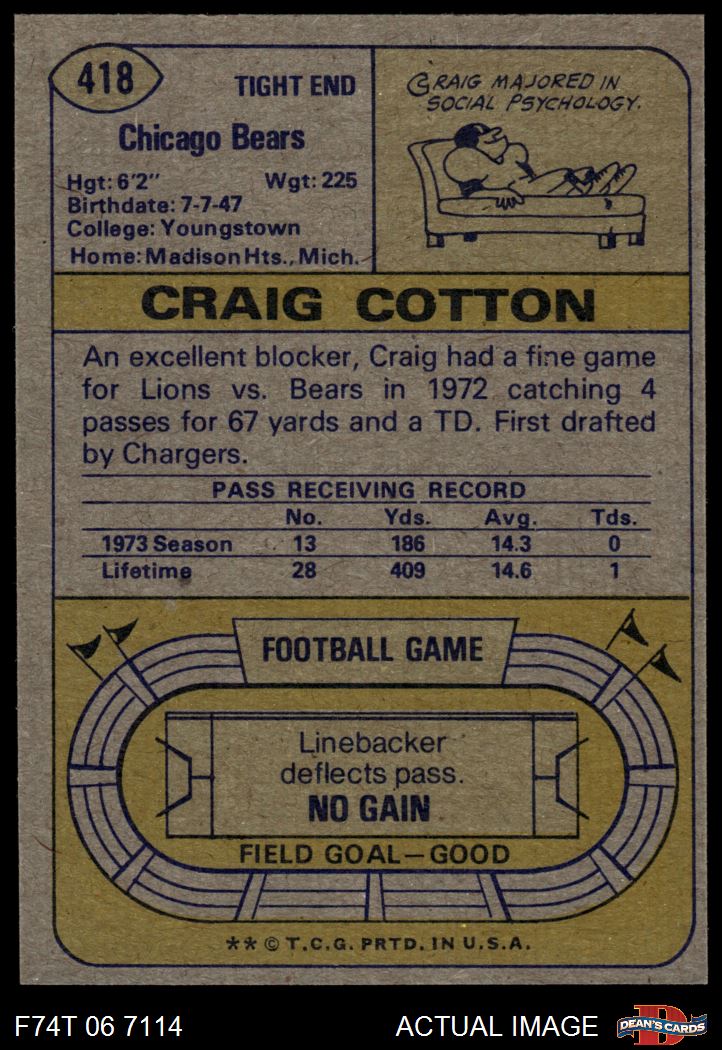 418
TIGHT END
Chicago Bears
Hgt: 6'2" Wgt: 225
Birthdate: 7-7-47
College: Youngstown
Home: Madison Hts., Mich.
CRAIG MAJORED IN
SOCIAL PSYCHOLOGY.
CRAIG COTTON
An excellent blocker, Craig had a fine game
for Lions vs. Bears in 1972 catching 4
passes for 67 yards and a TD. First drafted
by Chargers.
PASS RECEIVING RECORD
No. Yds. Avg. Tds.
1973 Season 13 186 14.3 0
Lifetime 28 409 14.6 1
FOOTBALL GAME
Linebacker
deflects pass.
NO GAIN
FIELD GOAL—GOOD
** © T.C.G. PRTD. IN U.S.A.
F74T 06 7114 ACTUAL IMAGE
D
DEAN'S CARDS